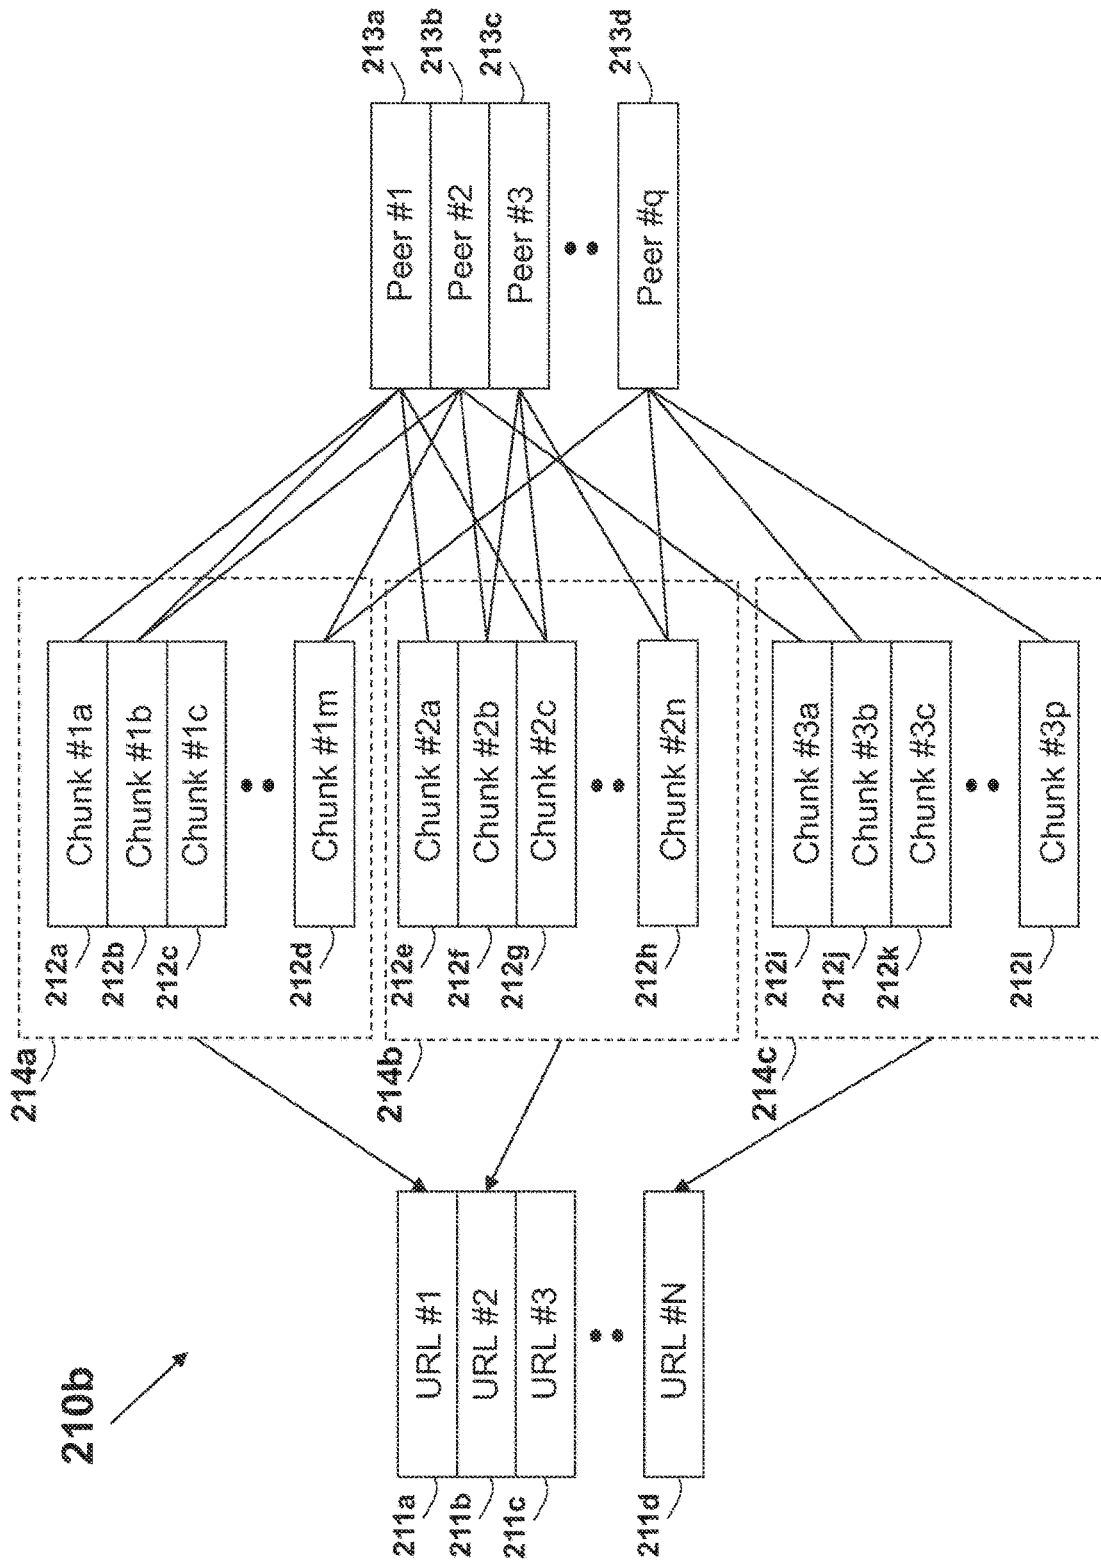 210b
211a
URL #1
211b
URL #2
211c
URL #3
211d
URL #N
214a
212a
Chunk #1a
212b
Chunk #1b
212c
Chunk #1c
212d
Chunk #1m
214b
212e
Chunk #2a
212f
Chunk #2b
212g
Chunk #2c
212h
Chunk #2n
214c
212i
Chunk #3a
212j
Chunk #3b
212k
Chunk #3c
212l
Chunk #3p
Peer #1
213a
Peer #2
213b
Peer #3
213c
Peer #q
213d